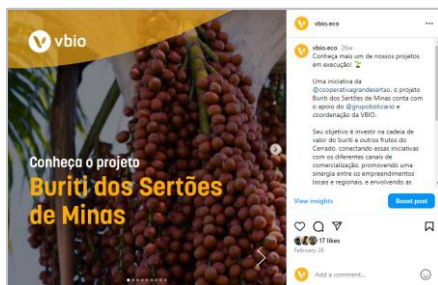 vbio
Conheça o projeto
Buriti dos Sertões
de Minas
vbio.eco
vbio.eco 26w
Conheça mais um de nossos projetos
em execução!
Uma iniciativa da
@cooperativagrandesertao, o projeto
Buriti dos Sertões de Minas conta com
o apoio do @grupoboticario e
coordenação da VBIO.
Seu objetivo é investir na cadeia de
valor do buriti a outros frutos do
Cerrado, conectando essas iniciativas
com os diferentes canais de
comercialização, promovendo uma
sinergia entre os empreendimentos
locais e regionais, e envolvendo as
View insights
Boost post
17 likes
February 26
Add a comment...